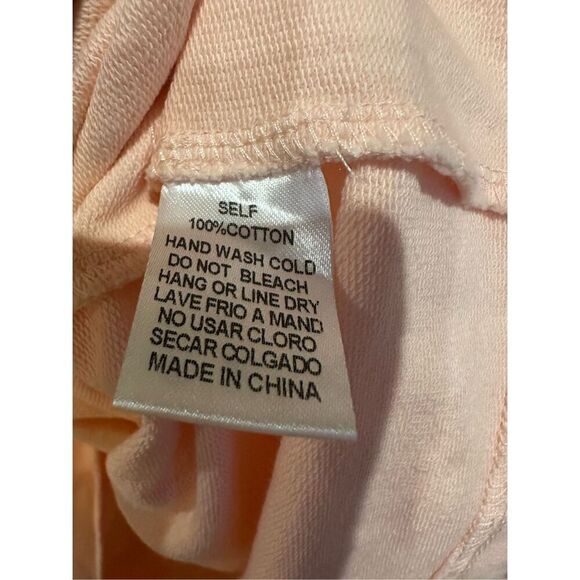 SELF
100%COTTON
HAND WASH COLD
DO NOT BLEACH
HANG OR LINE DRY
LAVE FRIO A MANO
NO USAR CLORO
SECAR COLGADO
MADE IN CHINA